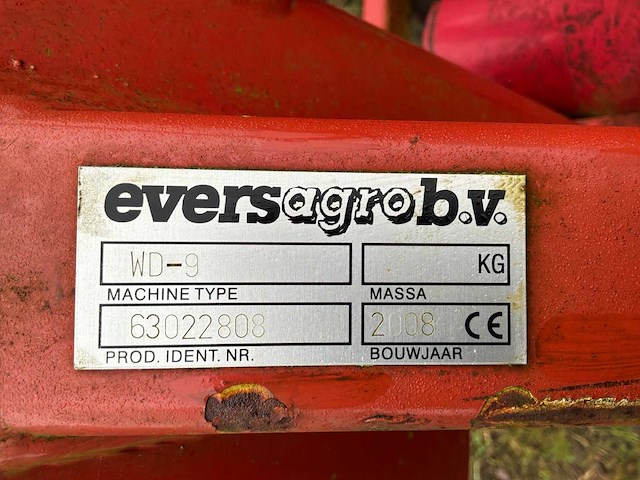 eversagro b.v.
WD-9 KG
MACHINE TYPE MASSA
63022808 2008 CE
PROD. IDENT. NR. BOUWJAAR